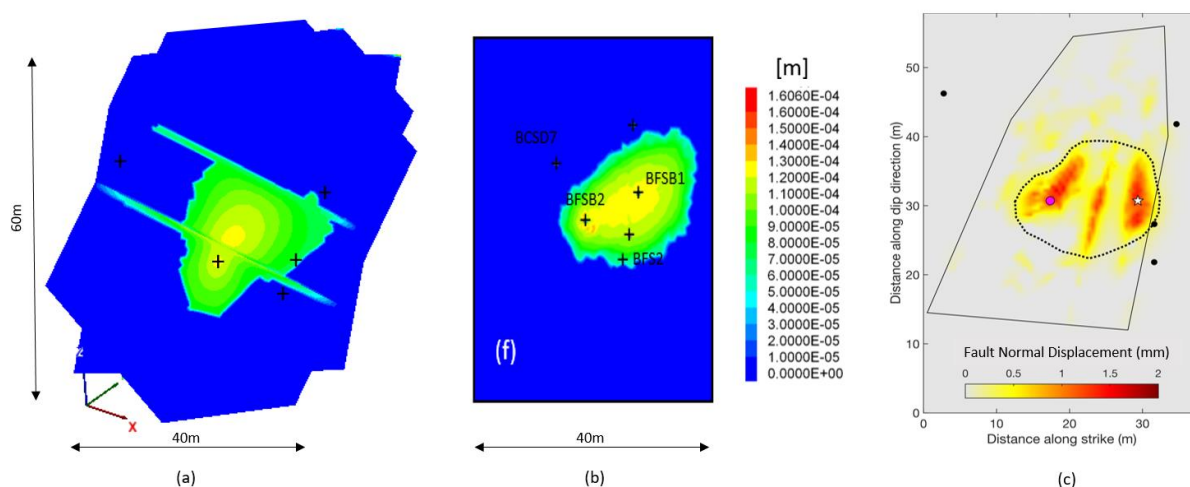 60m
z
X
40m
(a)
BCSD7
BFSB1
BFSB2
BFS2
(f)
40m
(b)
[m]
1.6060E-04
1.6000E-04
1.5000E-04
1.4000E-04
1.3000E-04
1.2000E-04
1.1000E-04
1.0000E-04
9.0000E-05
8.0000E-05
7.0000E-05
6.0000E-05
5.0000E-05
4.0000E-05
3.0000E-05
2.0000E-05
1.0000E-05
0.0000E+00
Distance along dip direction (m)
50
40
30
20
10
0
Fault Normal Displacement (mm)
0 0.5 1 1.5 2
0 10 20 30
Distance along strike (m)
(c)